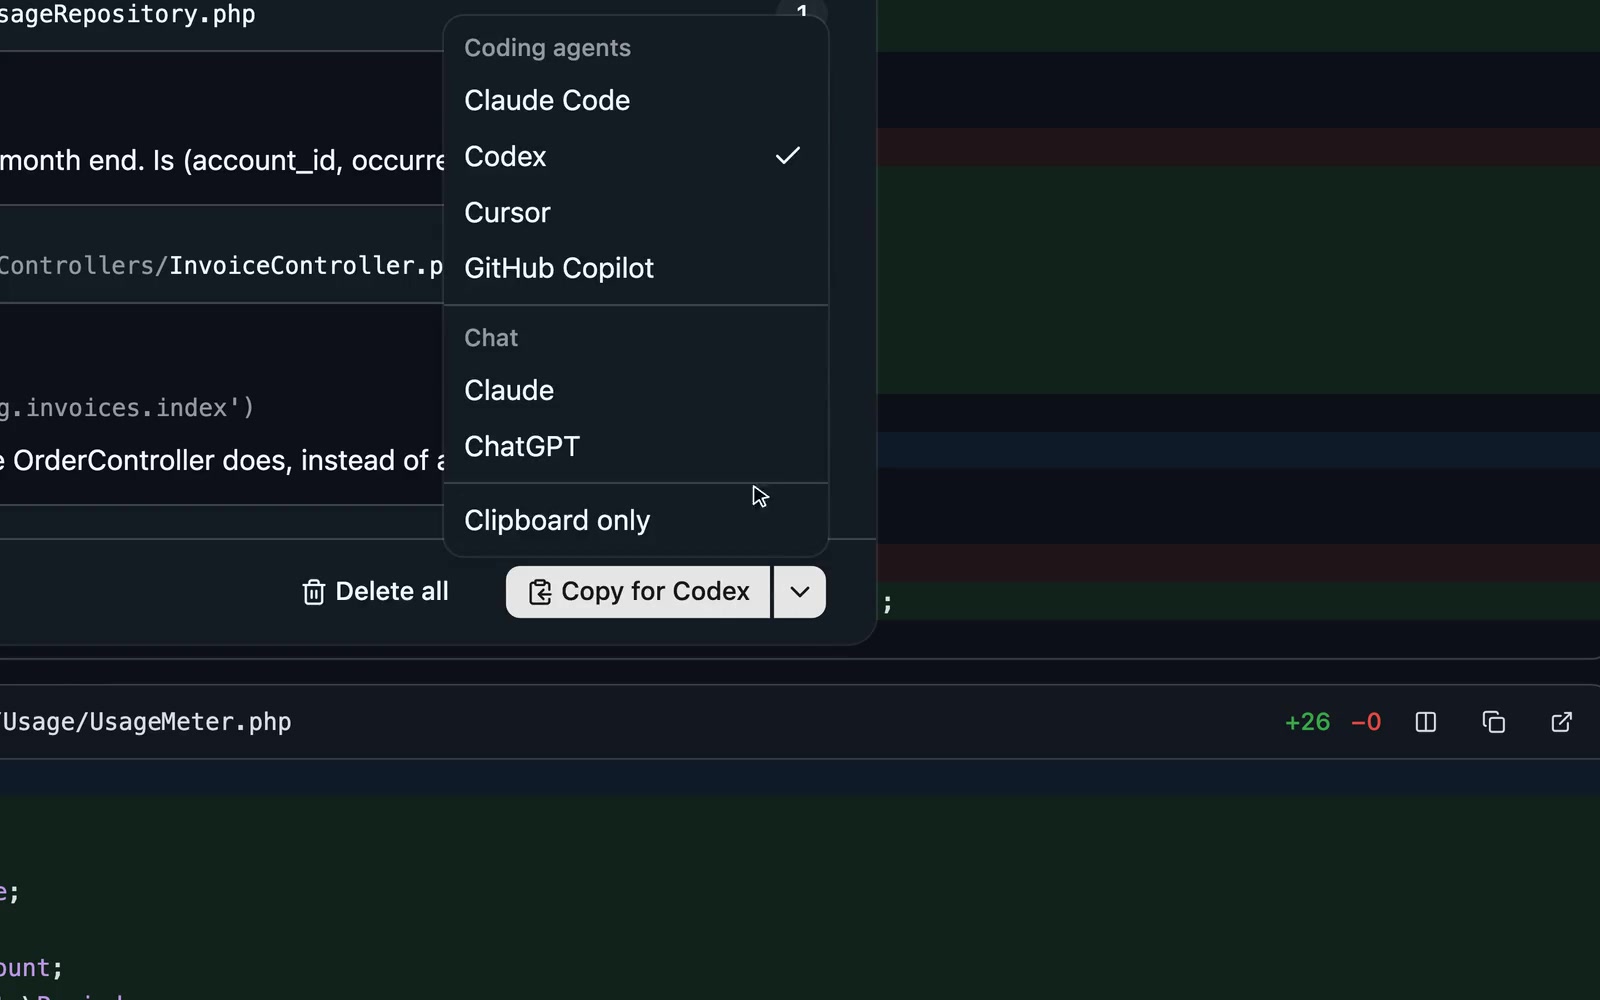 sageRepository.php
1
Coding agents
Claude Code
month end. Is (account_id, occurre
Codex
Cursor
Controllers/InvoiceController.p
GitHub Copilot
Chat
Claude
g.invoices.index')
ChatGPT
e OrderController does, instead of a
Clipboard only
Delete all
Copy for Codex
;
/Usage/UsageMeter.php
+26 −0
e;
ount;